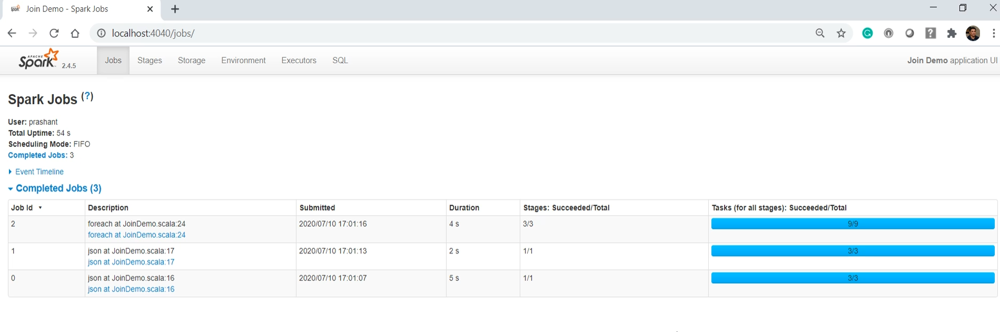 Join Demo - Spark Jobs
localhost:4040/jobs/
APACHE Spark 2.4.5 Jobs Stages Storage Environment Executors SQL Join Demo application UI
Spark Jobs (?)
User: prashant
Total Uptime: 54 s
Scheduling Mode: FIFO
Completed Jobs: 3
Event Timeline
Completed Jobs (3)
Job Id Description Submitted Duration Stages: Succeeded/Total Tasks (for all stages): Succeeded/Total
2 foreach at JoinDemo.scala:24 2020/07/10 17:01:16 4 s 3/3 9/9
foreach at JoinDemo.scala:24
1 json at JoinDemo.scala:17 2020/07/10 17:01:13 2 s 1/1 3/3
json at JoinDemo.scala:17
0 json at JoinDemo.scala:16 2020/07/10 17:01:07 5 s 1/1 3/3
json at JoinDemo.scala:16